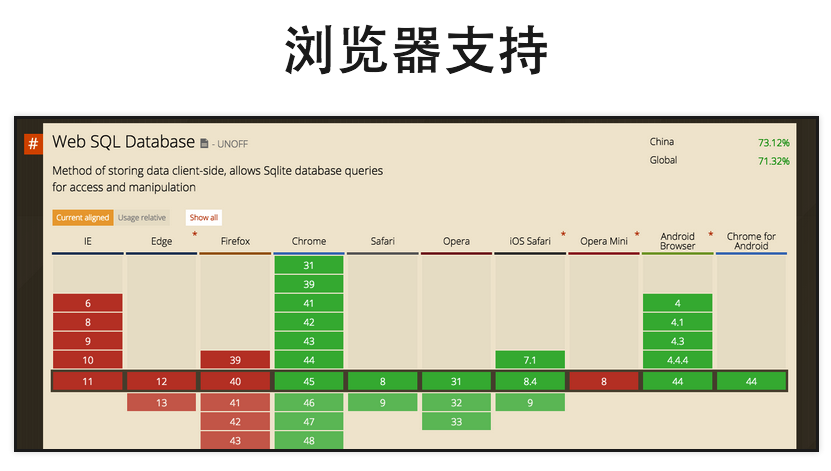 浏览器支持
# Web SQL Database - UNOFF
China 73.12%
Global 71.32%
Method of storing data client-side, allows Sqlite database queries
for access and manipulation
Current aligned Usage relative Show all
IE Edge * Firefox Chrome Safari Opera iOS Safari * Opera Mini * Android Browser * Chrome for Android
31
39
6 41 4
8 42 4.1
9 43 4.3
10 39 44 7.1 4.4.4
11 12 40 45 8 31 8.4 8 44 44
13 41 46 9 32 9
42 47 33
43 48